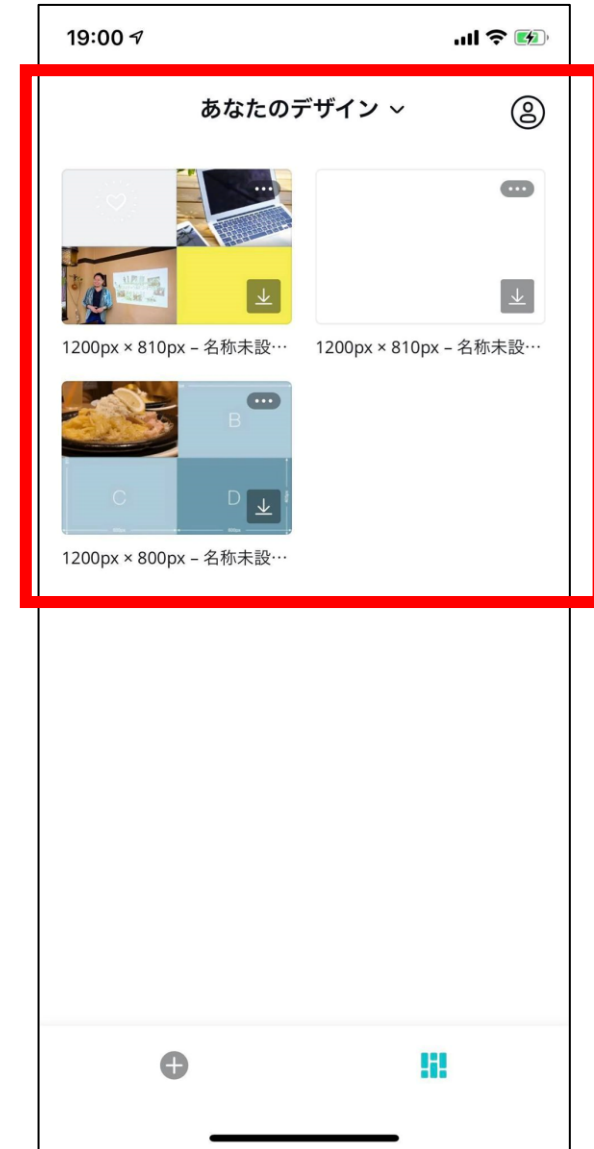 19:00
あなたのデザイン
1200px × 810px – 名称未設…
1200px × 810px – 名称未設…
B
C
D
1200px × 800px – 名称未設…